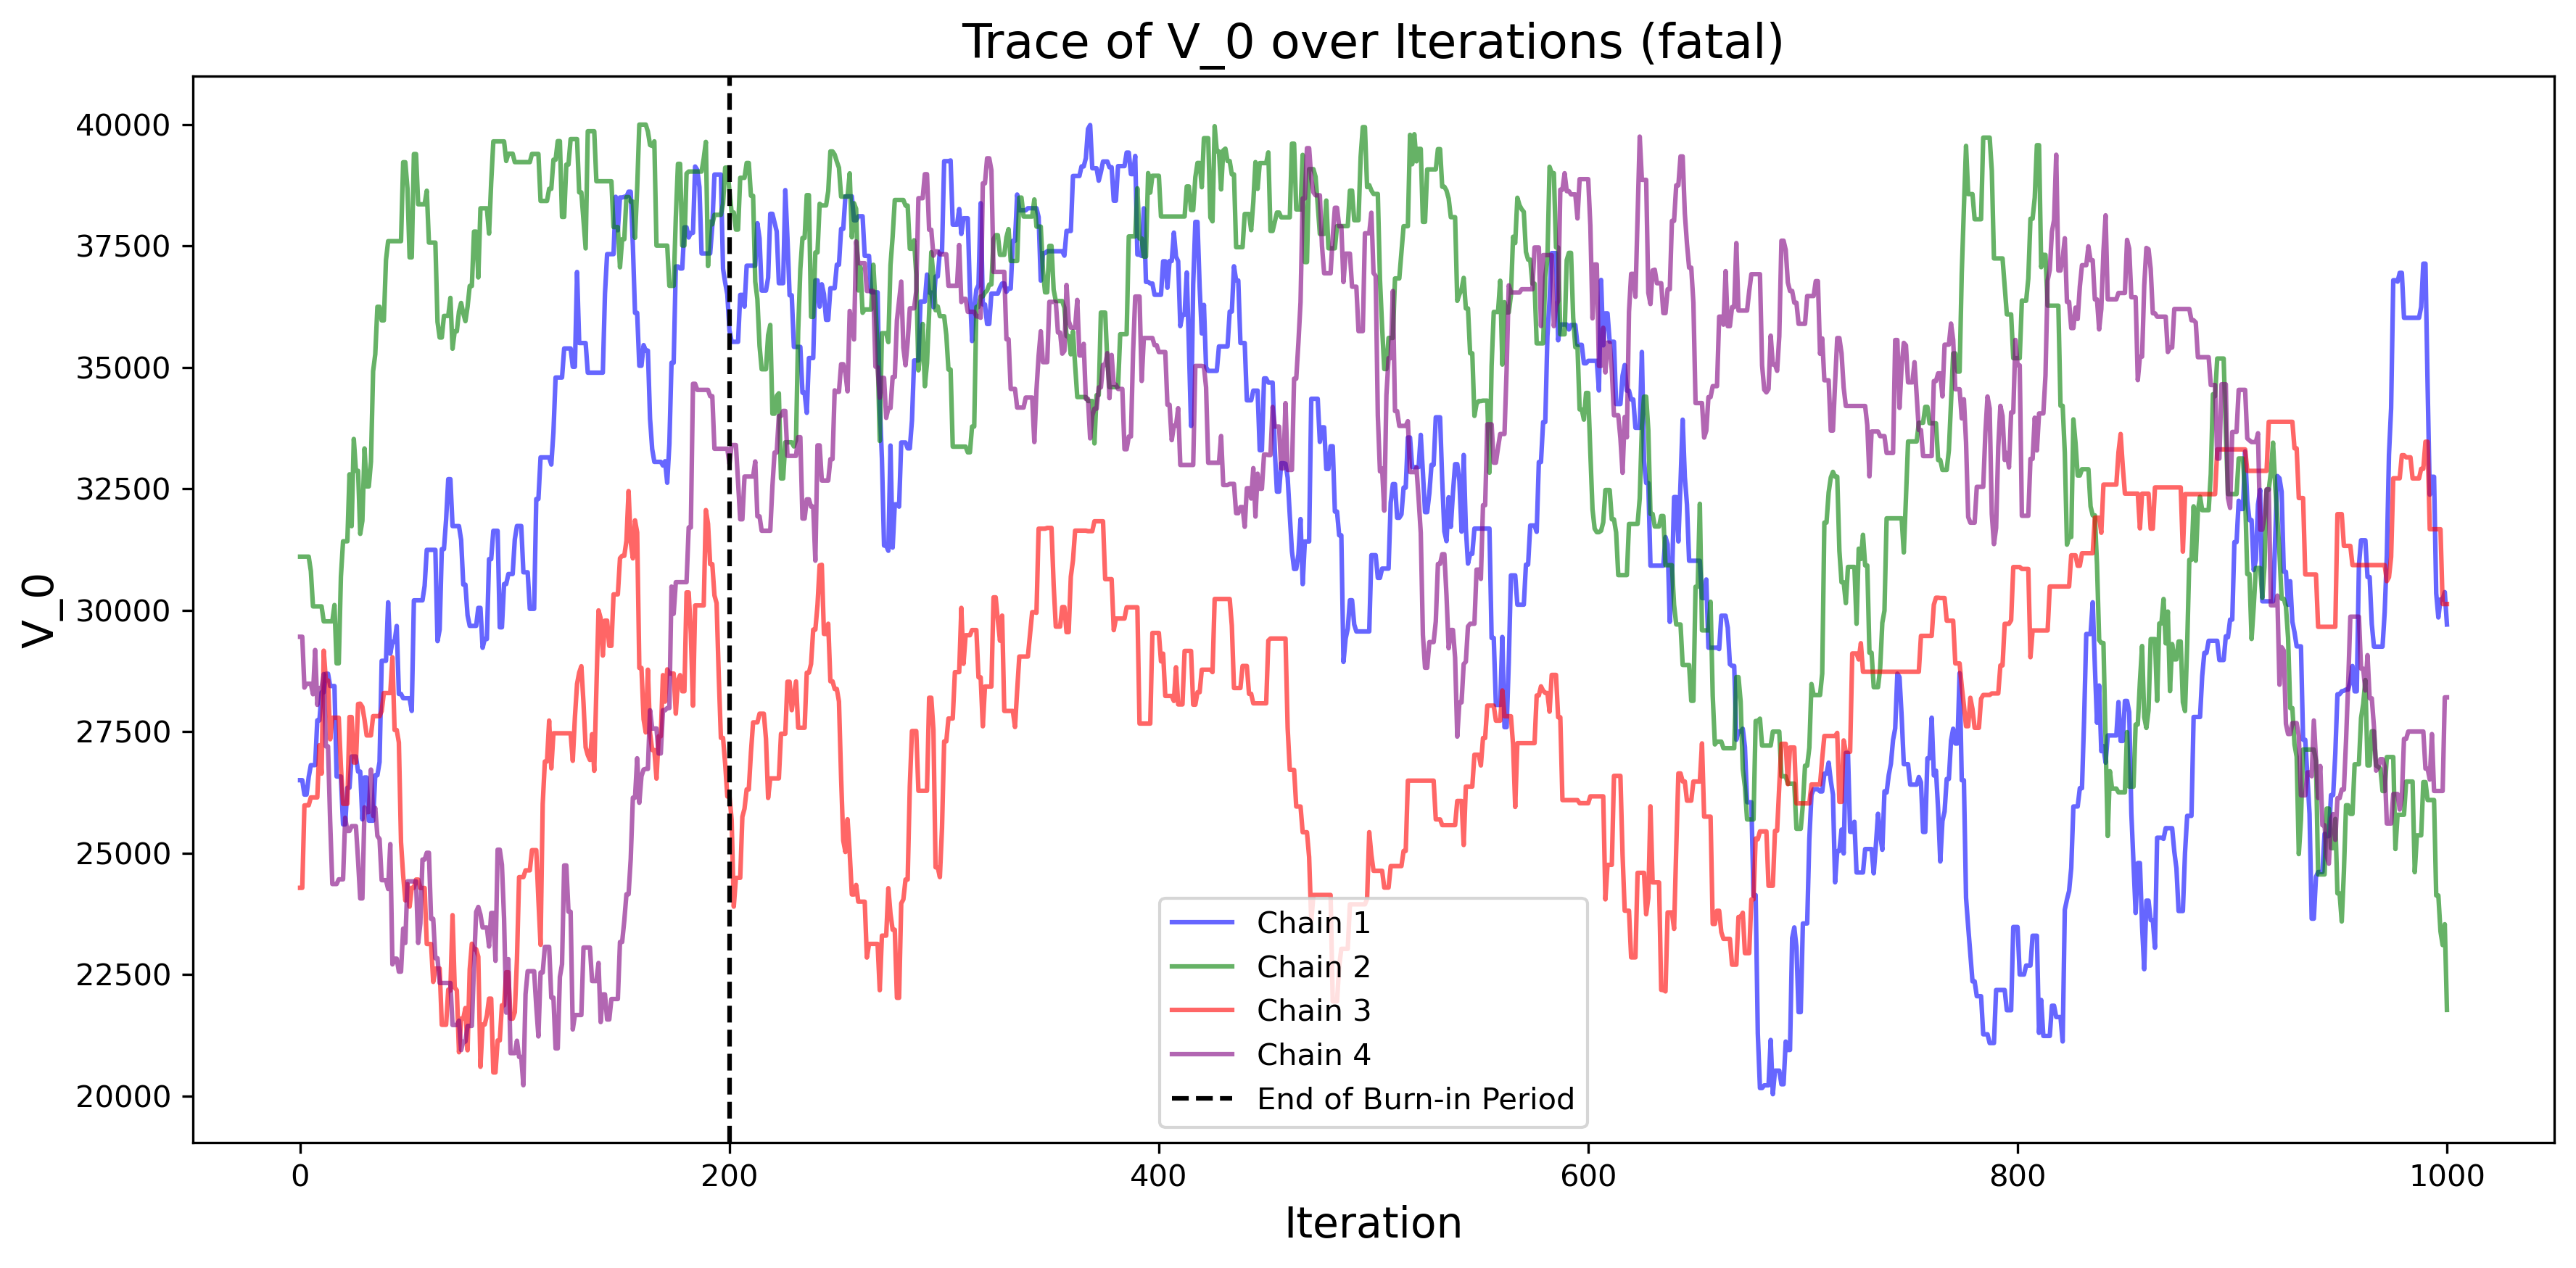 Trace of V_0 over Iterations (fatal)
V_0
40000
37500
35000
32500
30000
27500
25000
22500
20000
Chain 1
Chain 2
Chain 3
Chain 4
End of Burn-in Period
0 200 400 600 800 1000
Iteration